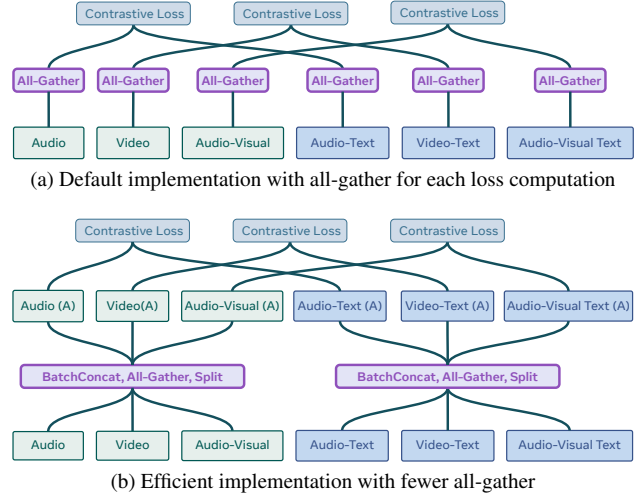 Contrastive Loss Contrastive Loss Contrastive Loss
All-Gather All-Gather All-Gather All-Gather All-Gather All-Gather
Audio Video Audio-Visual Audio-Text Video-Text Audio-Visual Text
(a) Default implementation with all-gather for each loss computation
Contrastive Loss Contrastive Loss Contrastive Loss
Audio (A) Video(A) Audio-Visual (A) Audio-Text (A) Video-Text (A) Audio-Visual Text (A)
BatchConcat, All-Gather, Split BatchConcat, All-Gather, Split
Audio Video Audio-Visual Audio-Text Video-Text Audio-Visual Text
(b) Efficient implementation with fewer all-gather